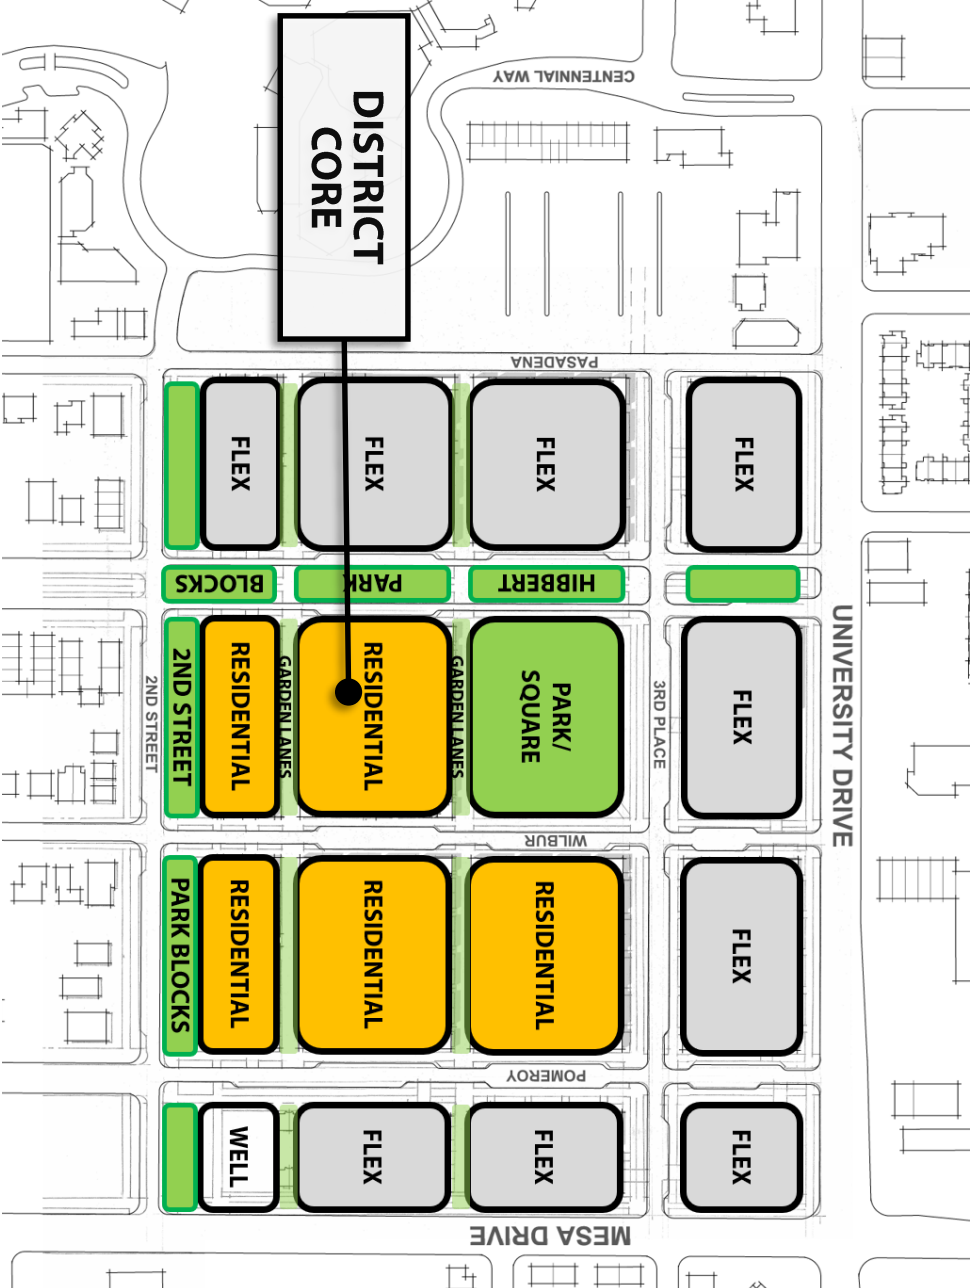 CENTENNIAL WAY
DISTRICT
CORE
PASADENA
FLEX
FLEX
FLEX
FLEX
BLOCKS
PARK
HIBBERT
2ND STREET
2ND STREET
RESIDENTIAL
GARDEN LANES
RESIDENTIAL
GARDEN LANES
PARK/
SQUARE
3RD PLACE
FLEX
UNIVERSITY DRIVE
WILBUR
PARK BLOCKS
RESIDENTIAL
RESIDENTIAL
RESIDENTIAL
FLEX
POMEROY
WELL
FLEX
FLEX
FLEX
MESA DRIVE